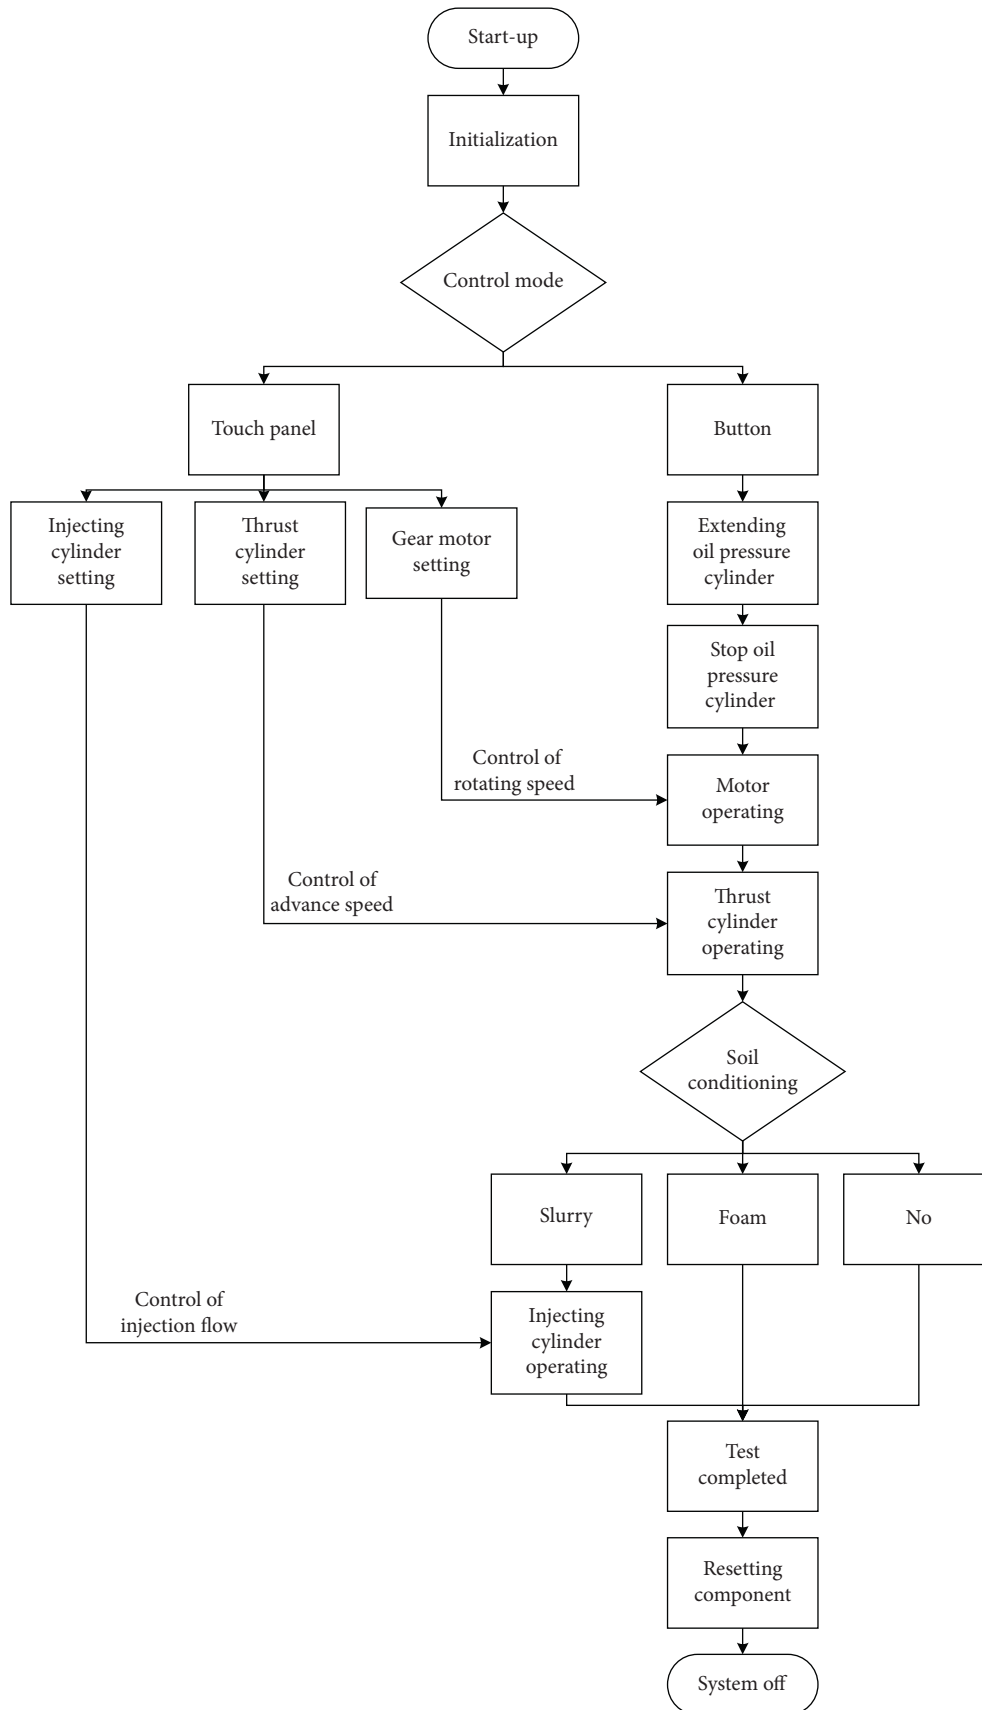 Start-up
Initialization
Control mode
Touch panel
Button
Injecting
cylinder
setting
Thrust
cylinder
setting
Gear motor
setting
Extending
oil pressure
cylinder
Stop oil
pressure
cylinder
Control of
rotating speed
Motor
operating
Control of
advance speed
Thrust
cylinder
operating
Soil
conditioning
Slurry
Foam
No
Control of
injection flow
Injecting
cylinder
operating
Test
completed
Resetting
component
System off